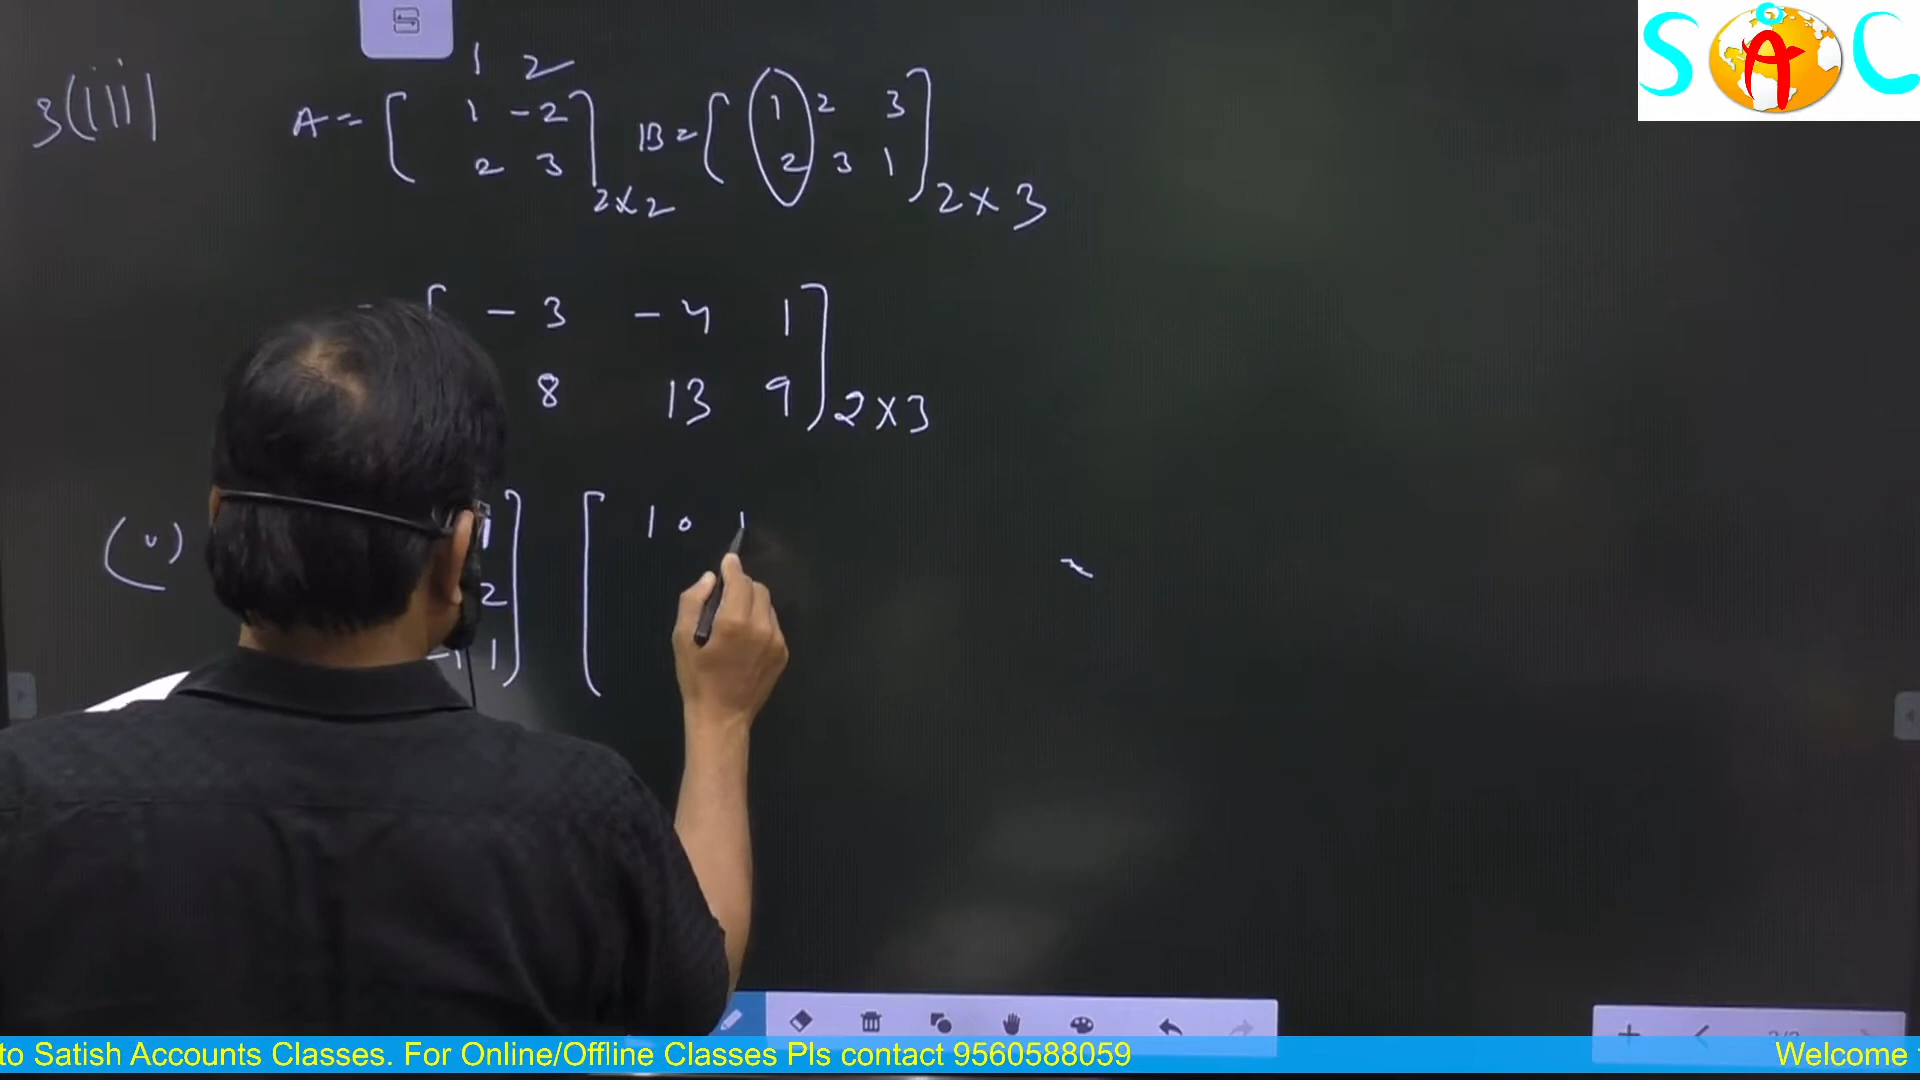 SAC
1 2
3(iii) A = [ 1 -2 B = [ 1 2 3
2 3 ] 2x2 2 3 1 ] 2x3
= [ -3 -4 1
8 13 9 ] 2x3
(v) 1 ] [ 1 0 1
2
-1 1
to Satish Accounts Classes. For Online/Offline Classes Pls contact 9560588059 Welcome